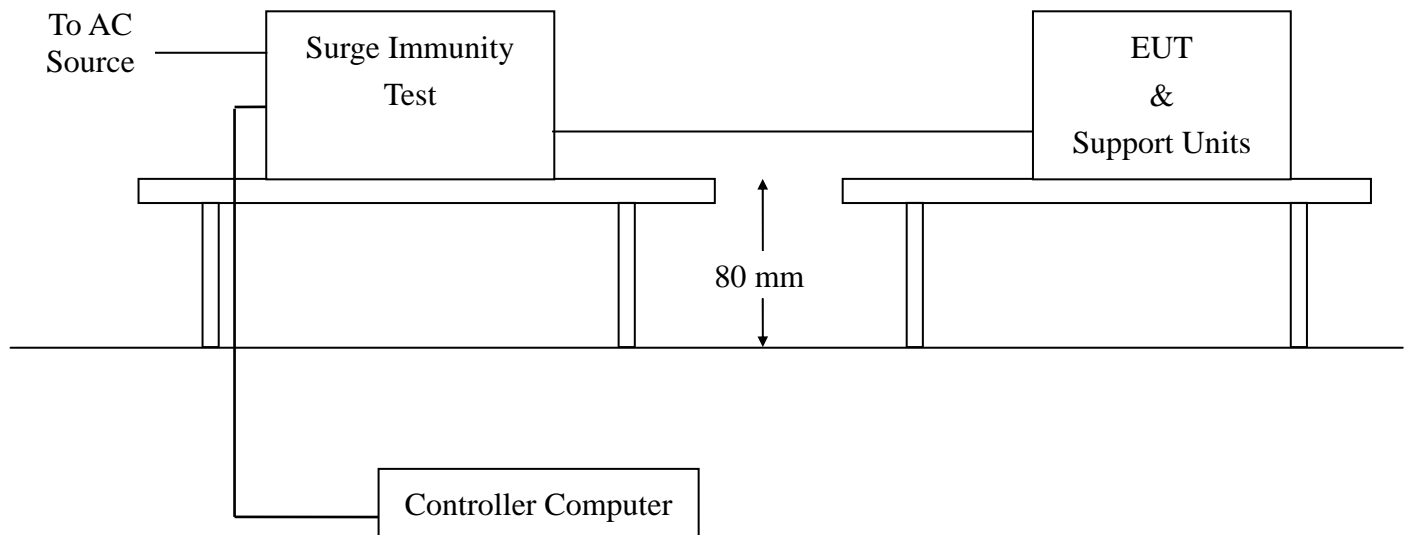 To AC
Source
Surge Immunity
Test
EUT
&
Support Units
80 mm
Controller Computer